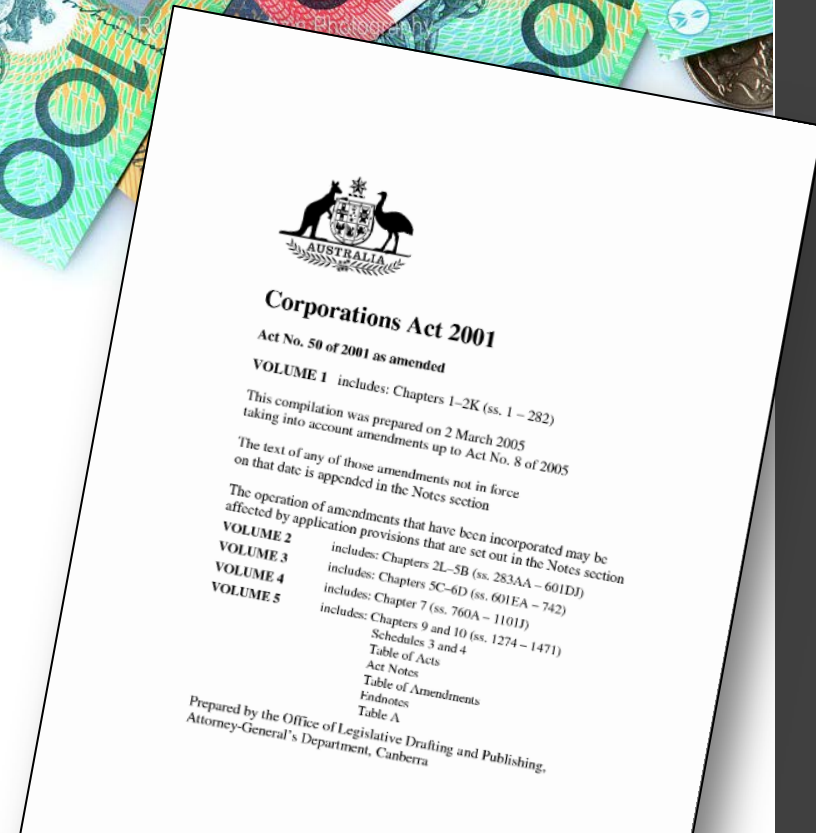 100
Photography
AUSTRALIA
Corporations Act 2001
Act No. 50 of 2001 as amended
VOLUME 1 includes: Chapters 1–2K (ss. 1 – 282)
This compilation was prepared on 2 March 2005
taking into account amendments up to Act No. 8 of 2005
The text of any of those amendments not in force
on that date is appended in the Notes section
The operation of amendments that have been incorporated may be
affected by application provisions that are set out in the Notes section
VOLUME 2 includes: Chapters 2L–5B (ss. 283AA – 601DJ)
VOLUME 3 includes: Chapters 5C–6D (ss. 601EA – 742)
VOLUME 4 includes: Chapter 7 (ss. 760A – 1101J)
VOLUME 5 includes: Chapters 9 and 10 (ss. 1274 – 1471)
Schedules 3 and 4
Table of Acts
Act Notes
Table of Amendments
Endnotes
Table A
Prepared by the Office of Legislative Drafting and Publishing,
Attorney-General's Department, Canberra